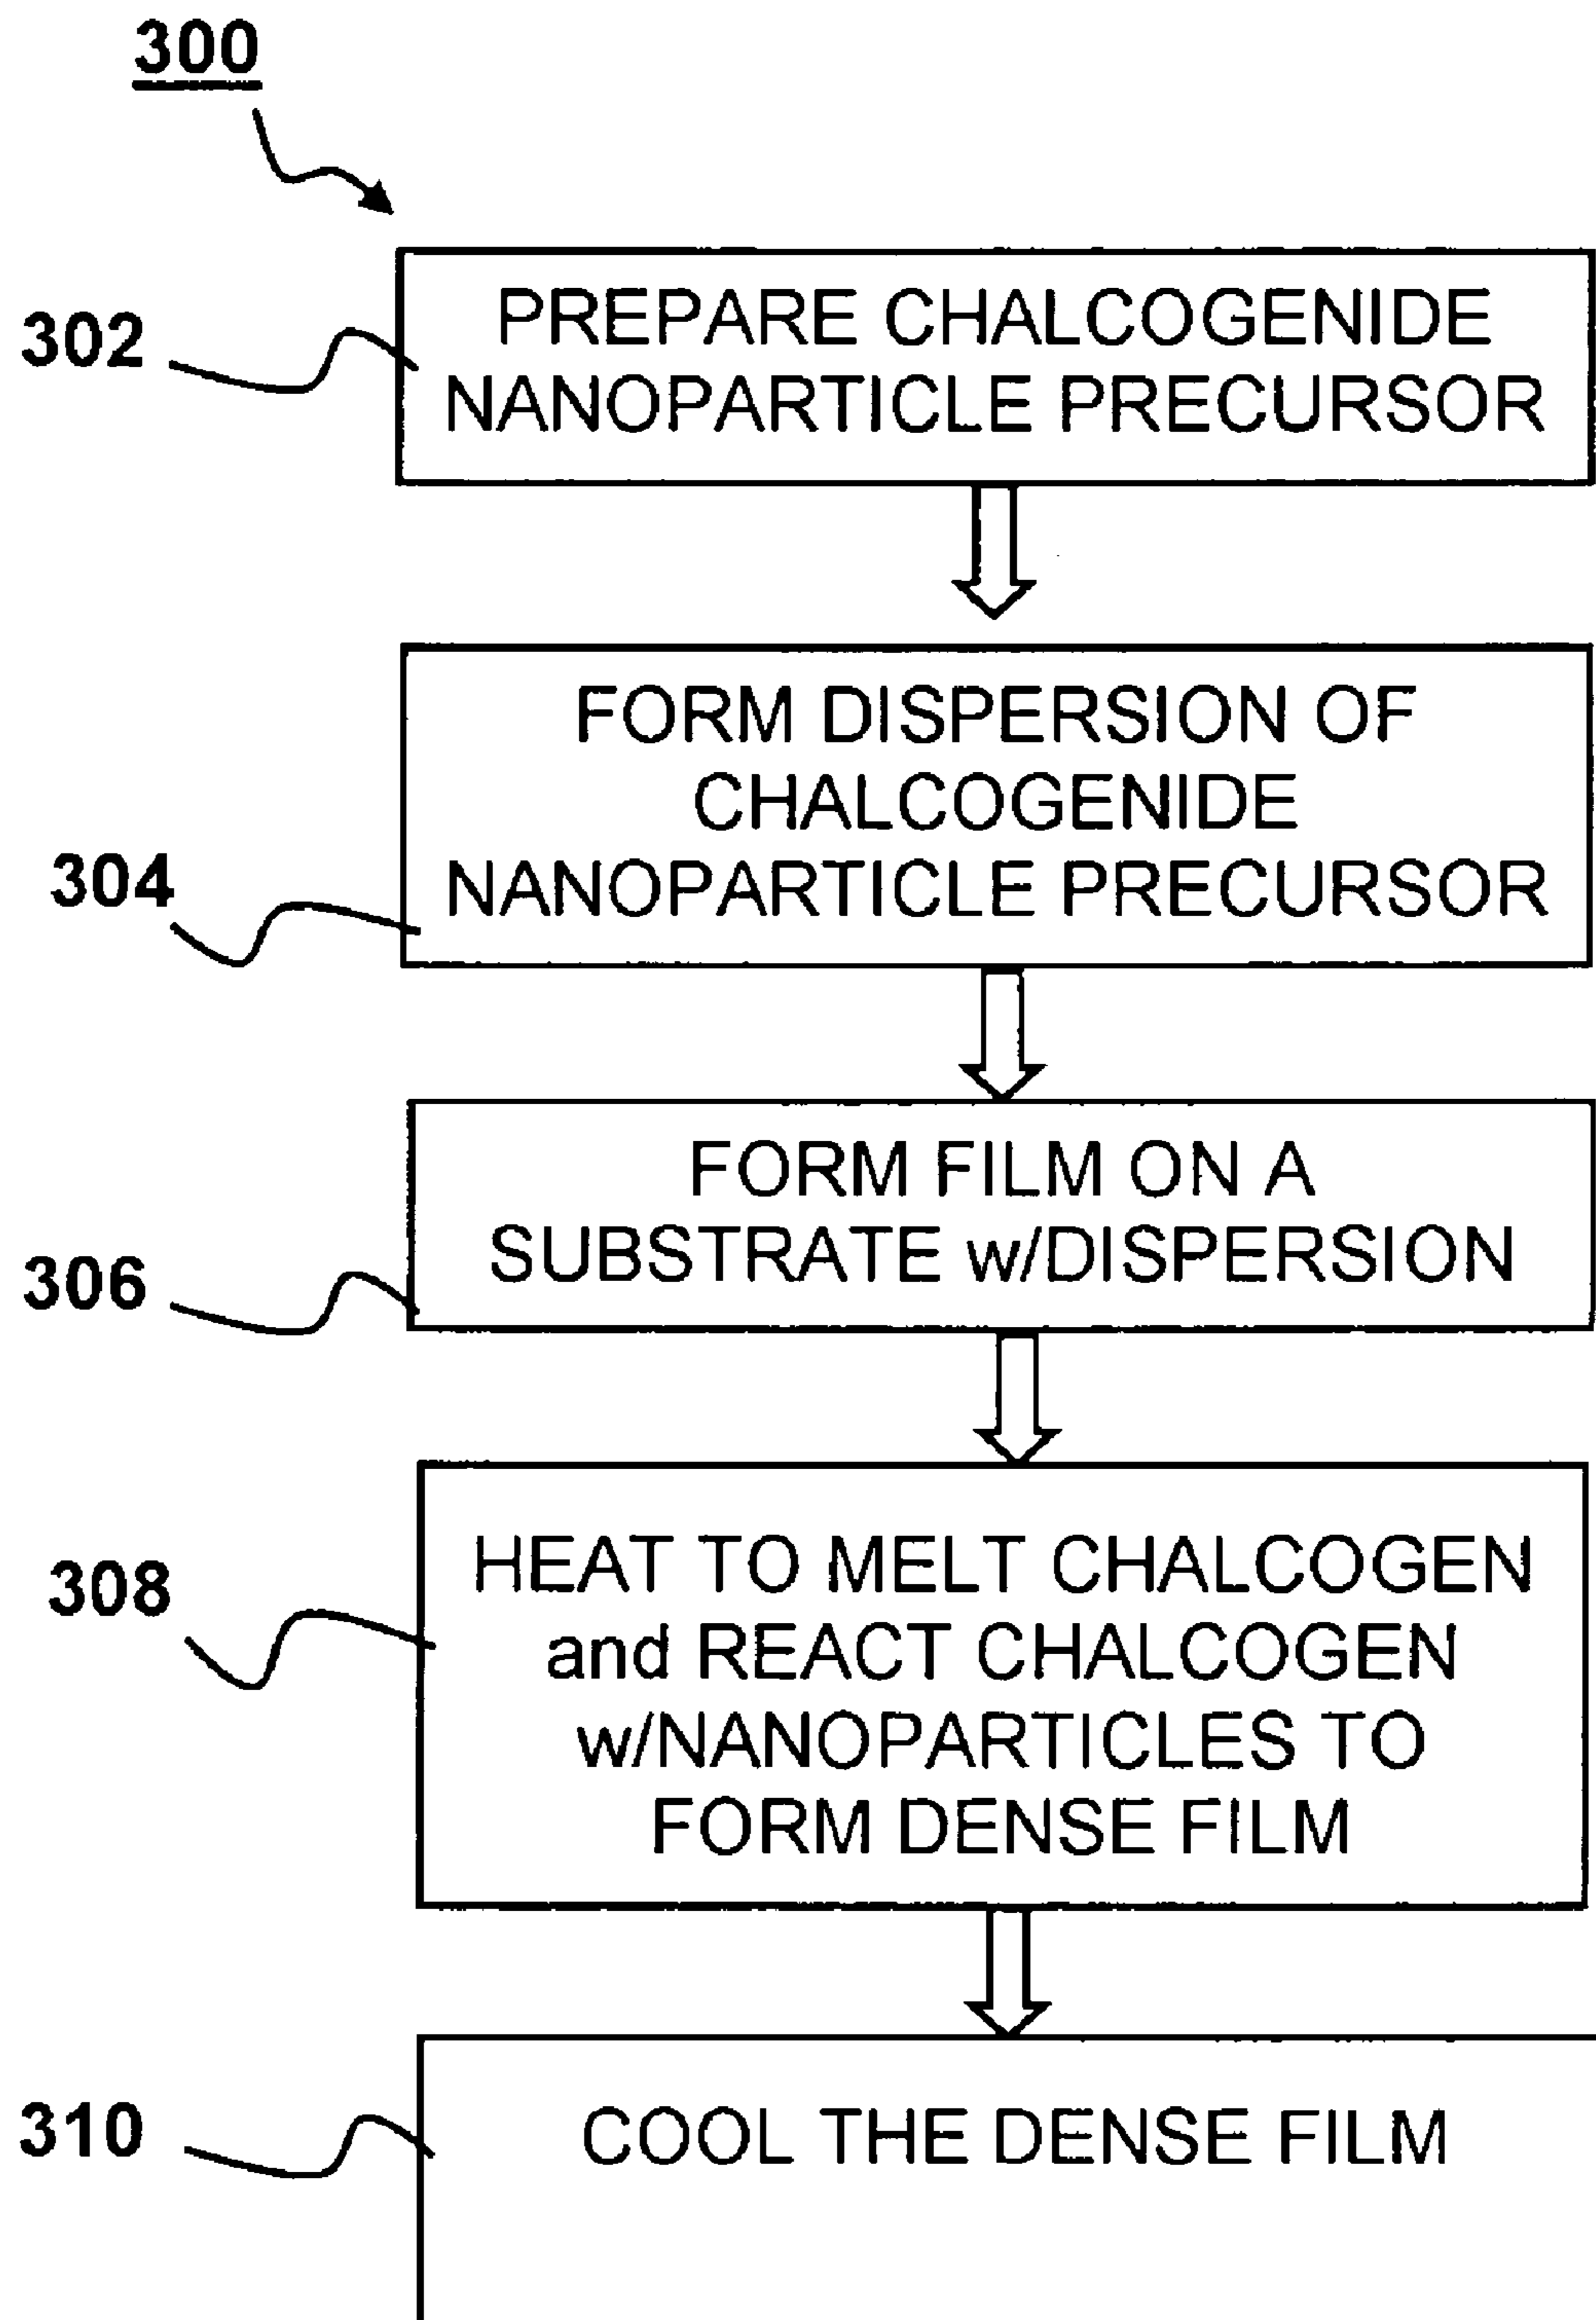 300
302
PREPARE CHALCOGENIDE
NANOPARTICLE PRECURSOR
304
FORM DISPERSION OF
CHALCOGENIDE
NANOPARTICLE PRECURSOR
306
FORM FILM ON A
SUBSTRATE w/DISPERSION
308
HEAT TO MELT CHALCOGEN
and REACT CHALCOGEN
w/NANOPARTICLES TO
FORM DENSE FILM
310
COOL THE DENSE FILM